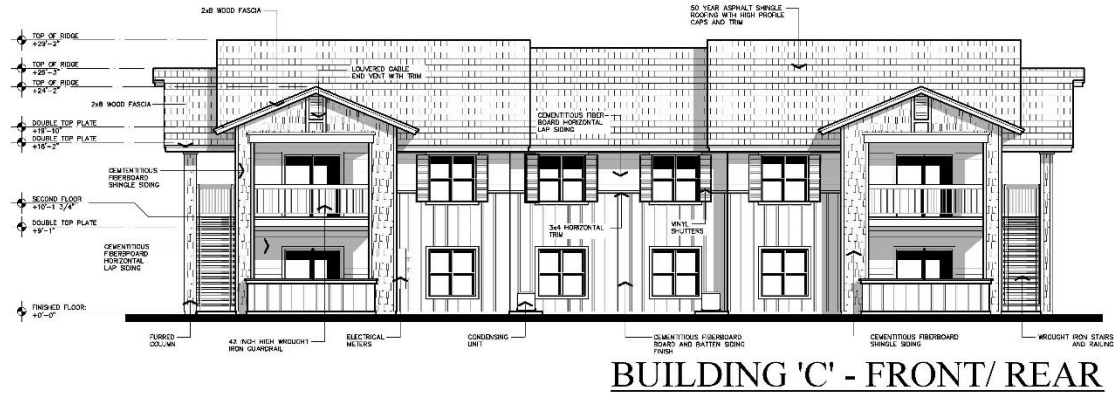 2x8 WOOD FASCIA
50 YEAR ASPHALT SHINGLE
ROOFING WITH HIGH PROFILE
CAPS AND TRIM
TOP OF RIDGE
+29'-2"
TOP OF RIDGE
+26'-3"
TOP OF RIDGE
+24'-2"
LOUVERED GABLE
END VENT WITH TRIM
2x8 WOOD FASCIA
DOUBLE TOP PLATE
+19'-10"
DOUBLE TOP PLATE
+18'-2"
CEMENTITIOUS FIBER-
BOARD HORIZONTAL
LAP SIDING
CEMTENTITIOUS
FIBERBOARD
SHINGLE SIDING
SECOND FLOOR
+10'-1 3/4"
DOUBLE TOP PLATE
+9'-1"
3x4 HORIZONTAL
TRIM
VINYL
SHUTTERS
CEMENTITIOUS
FIBERBOARD
HORIZONTAL
LAP SIDING
FINISHED FLOOR:
+0'-0"
FURRED
COLUMN
42 INCH HIGH WROUGHT
IRON GUARDRAIL
ELECTRICAL
METERS
CONDENSING
UNIT
CEMENTITIOUS FIBERBOARD
BOARD AND BATTEN SIDING
FINISH
CEMENTITIOUS FIBERBOARD
SHINGLE SIDING
WROUGHT IRON STAIRS
AND RAILING
BUILDING 'C' - FRONT/ REAR